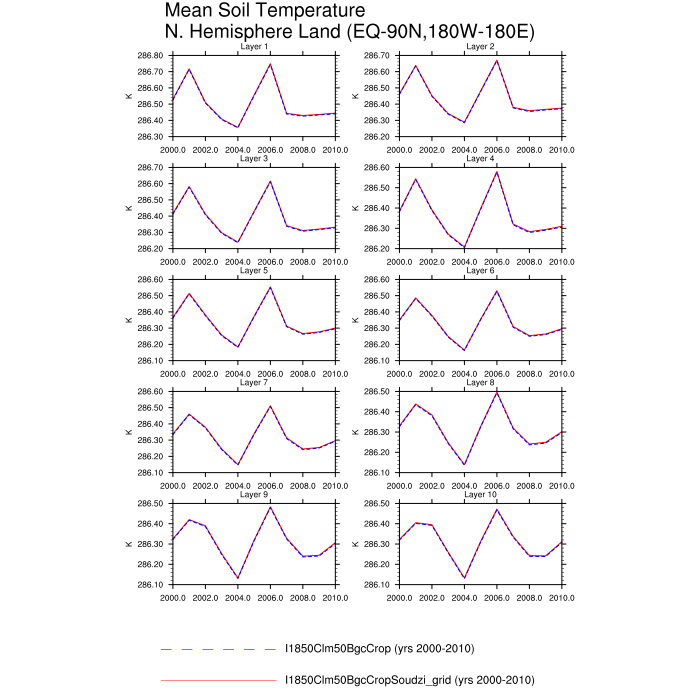 Mean Soil Temperature
N. Hemisphere Land (EQ-90N,180W-180E)
Layer 1
286.80
286.70
286.60
286.50
286.40
286.30
K
2000.0 2002.0 2004.0 2006.0 2008.0 2010.0
Layer 2
286.70
286.60
286.50
286.40
286.30
286.20
K
2000.0 2002.0 2004.0 2006.0 2008.0 2010.0
Layer 3
286.70
286.60
286.50
286.40
286.30
286.20
K
2000.0 2002.0 2004.0 2006.0 2008.0 2010.0
Layer 4
286.60
286.50
286.40
286.30
286.20
K
2000.0 2002.0 2004.0 2006.0 2008.0 2010.0
Layer 5
286.60
286.50
286.40
286.30
286.20
286.10
K
2000.0 2002.0 2004.0 2006.0 2008.0 2010.0
Layer 6
286.60
286.50
286.40
286.30
286.20
286.10
K
2000.0 2002.0 2004.0 2006.0 2008.0 2010.0
Layer 7
286.60
286.50
286.40
286.30
286.20
286.10
K
2000.0 2002.0 2004.0 2006.0 2008.0 2010.0
Layer 8
286.50
286.40
286.30
286.20
286.10
K
2000.0 2002.0 2004.0 2006.0 2008.0 2010.0
Layer 9
286.50
286.40
286.30
286.20
286.10
K
2000.0 2002.0 2004.0 2006.0 2008.0 2010.0
Layer 10
286.50
286.40
286.30
286.20
286.10
K
2000.0 2002.0 2004.0 2006.0 2008.0 2010.0
I1850Clm50BgcCrop (yrs 2000-2010)
I1850Clm50BgcCropSoudzi_grid (yrs 2000-2010)